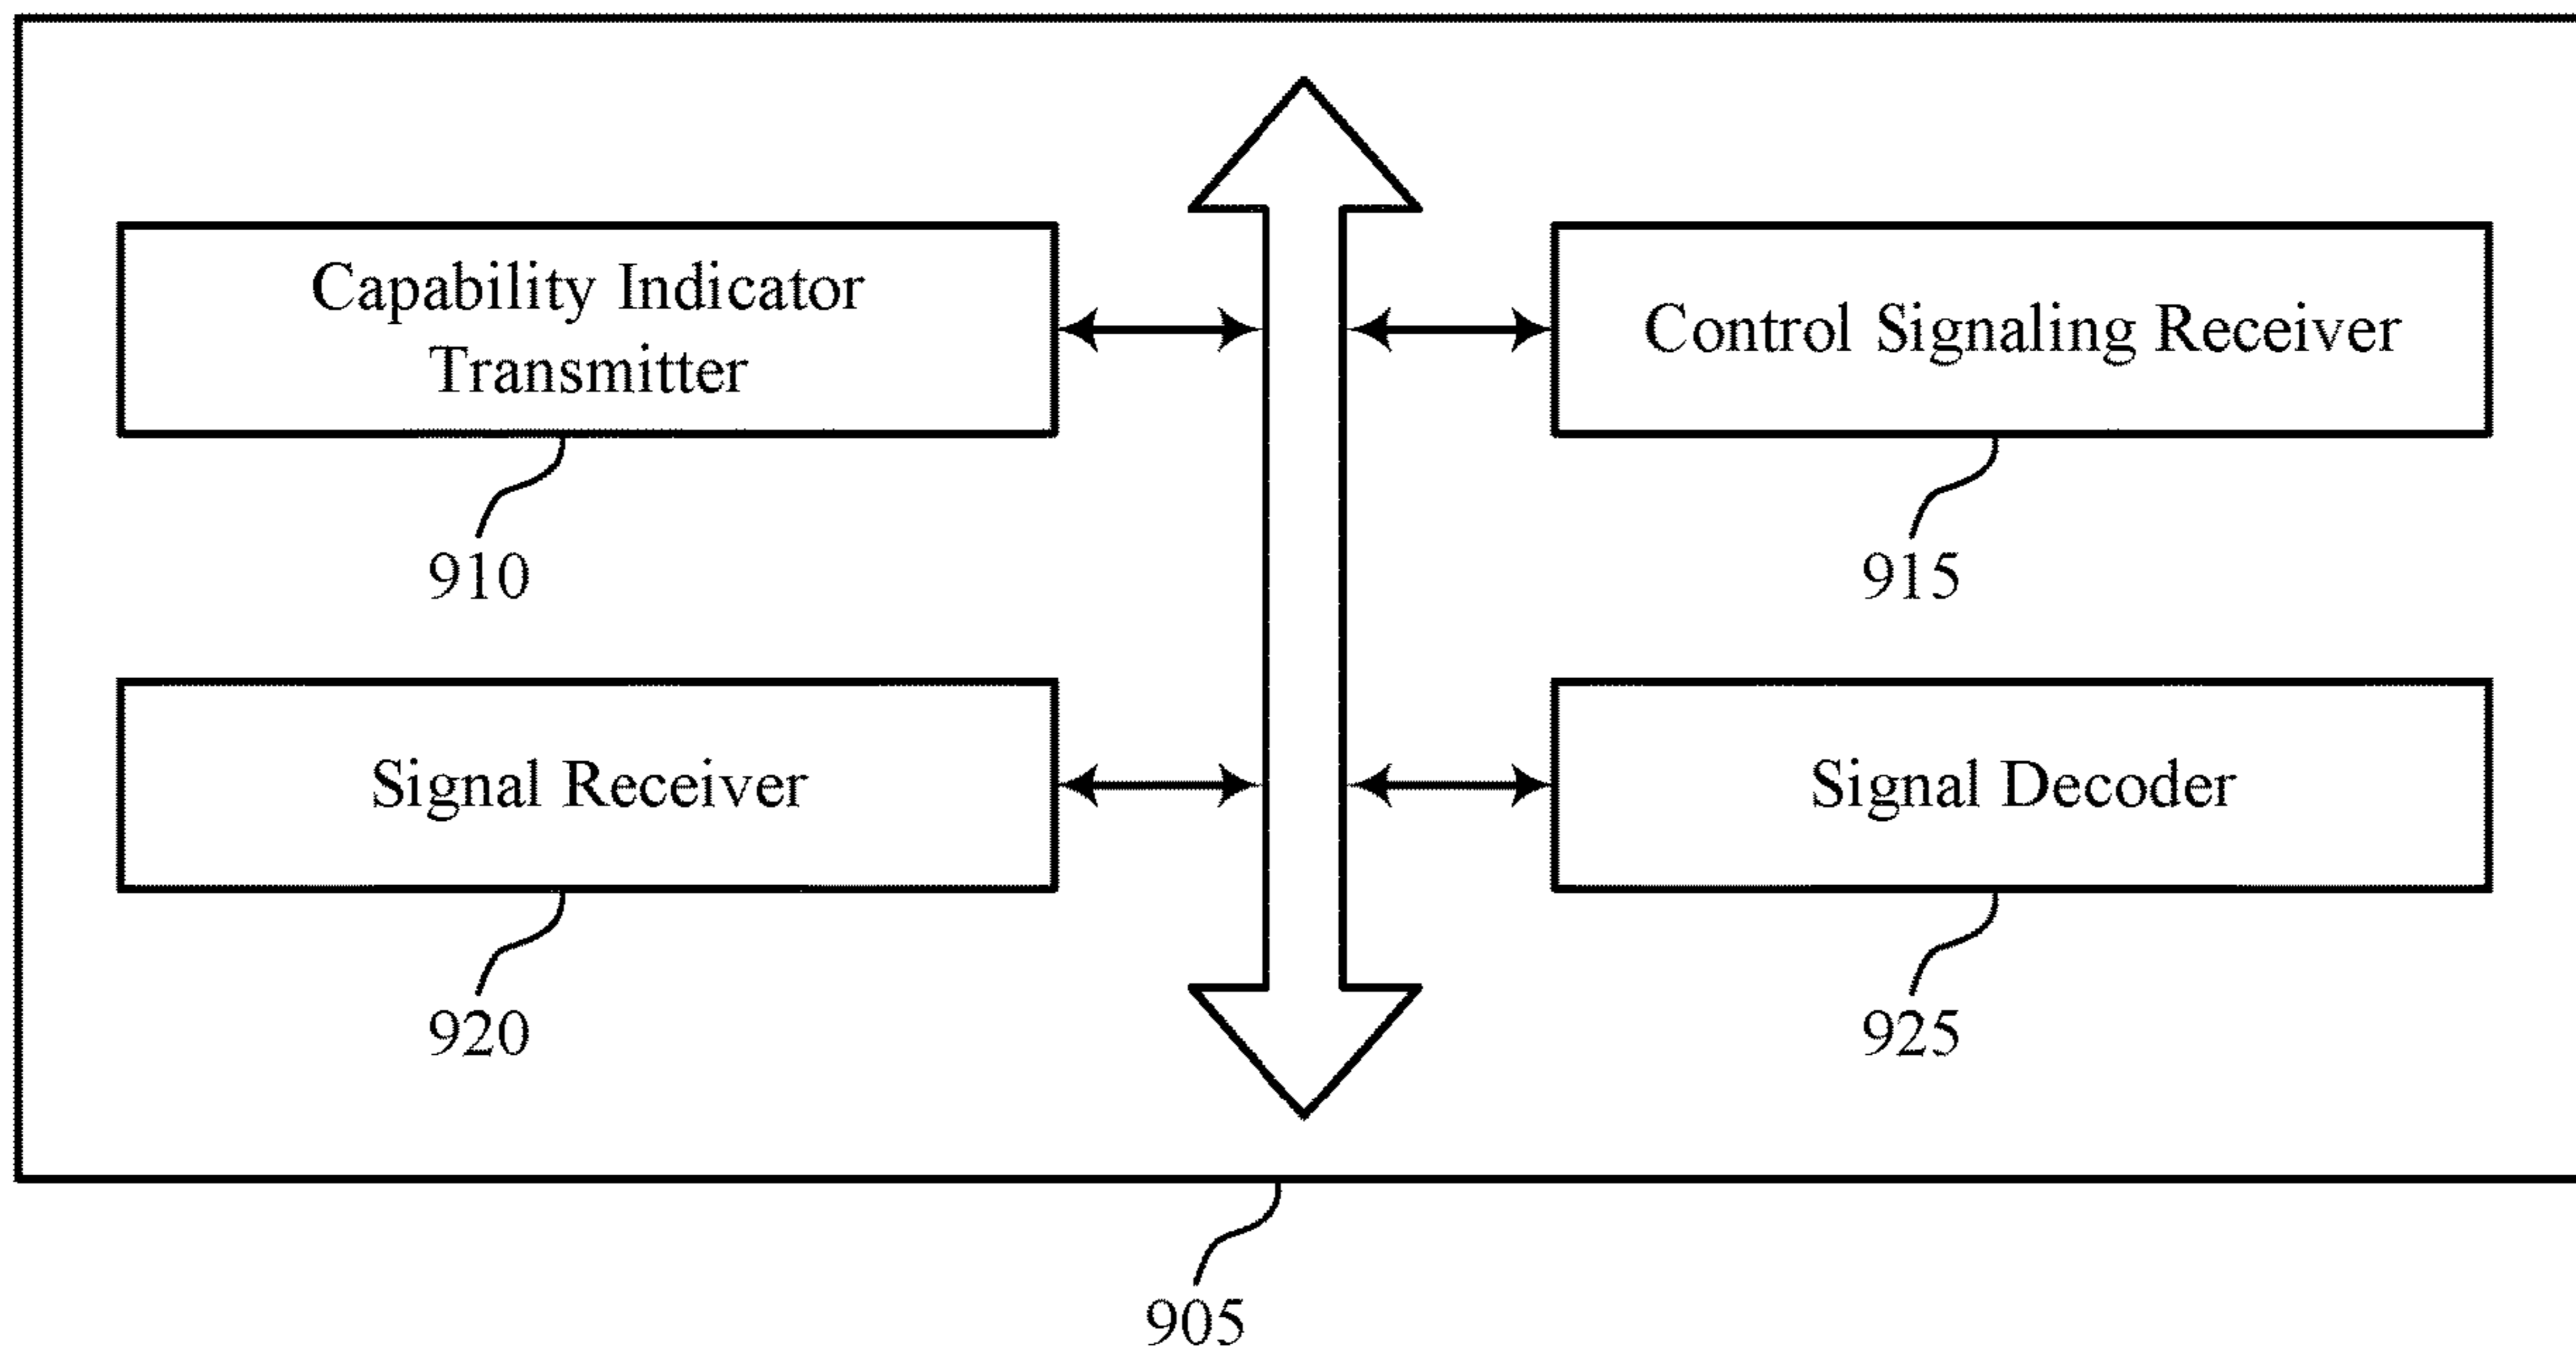 Capability Indicator
Transmitter
910
Control Signaling Receiver
915
Signal Receiver
920
Signal Decoder
925
905